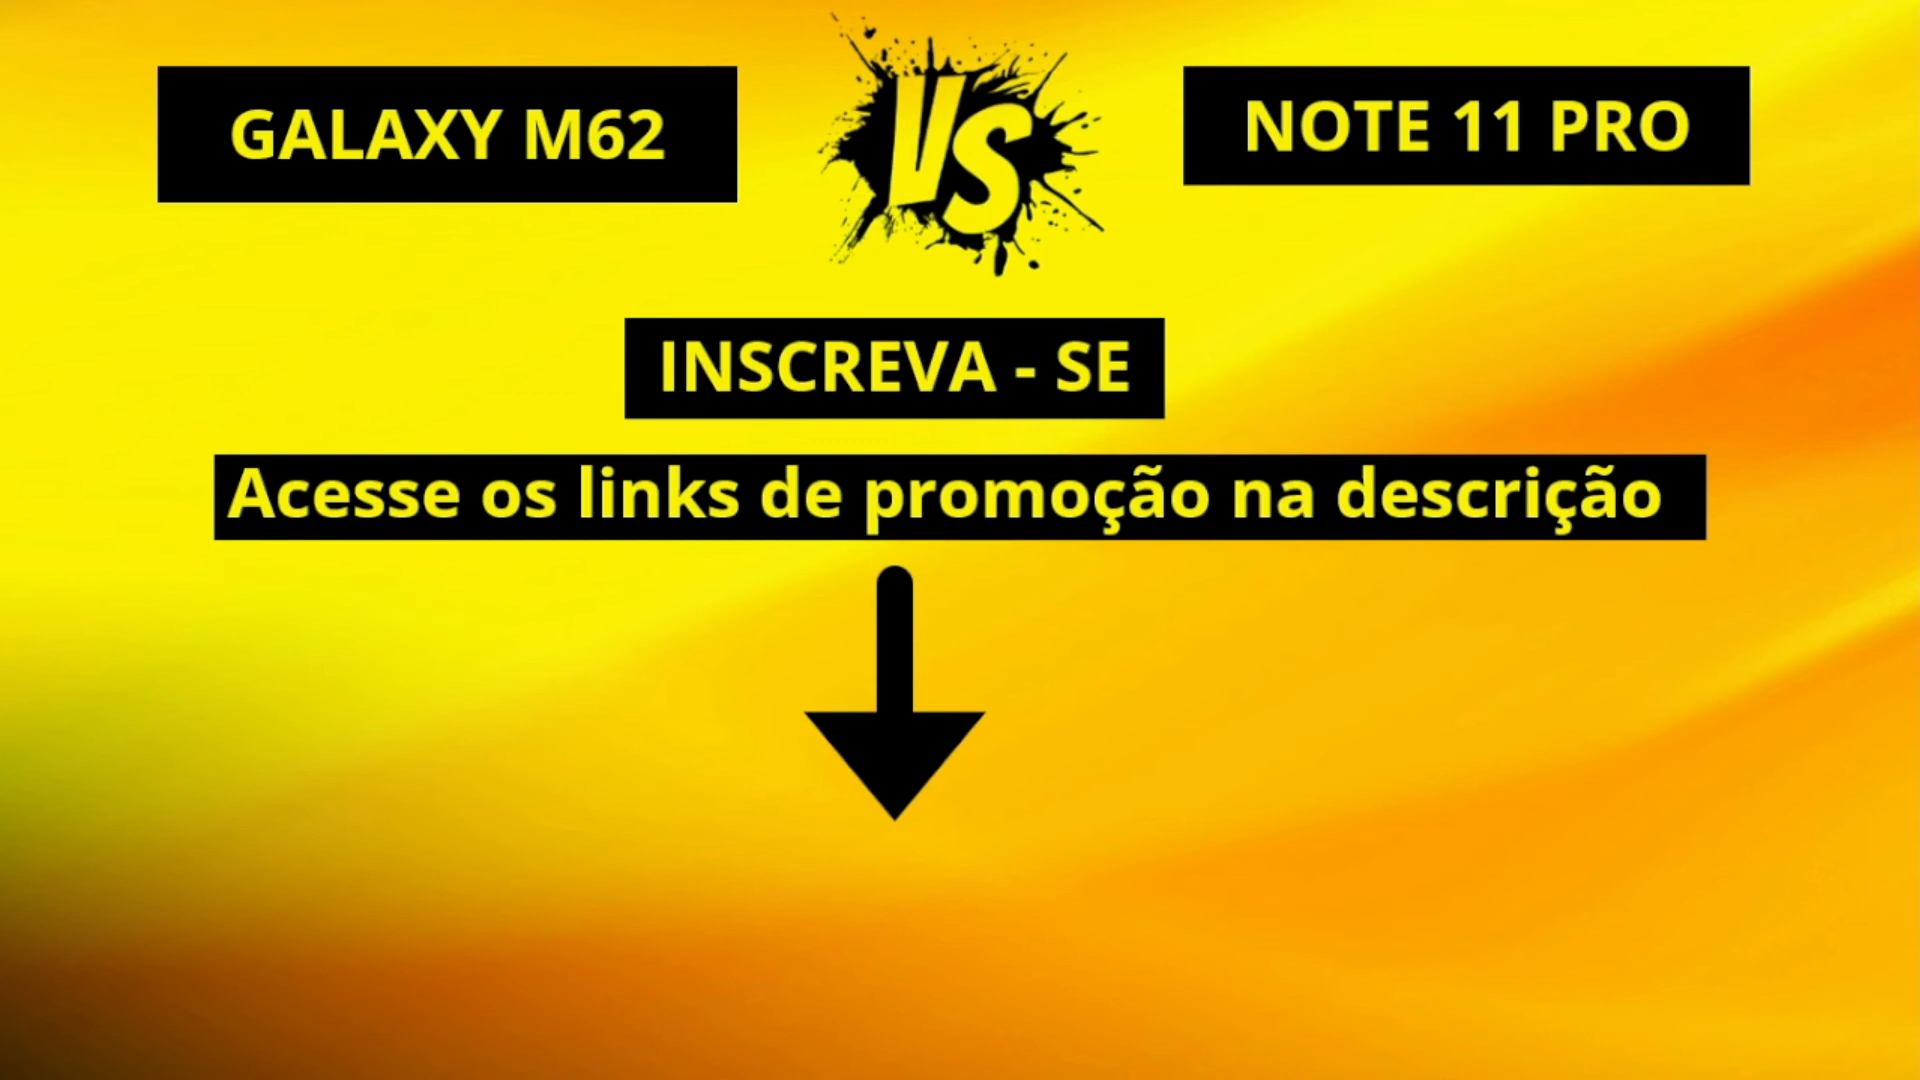 GALAXY M62
VS
NOTE 11 PRO
INSCREVA - SE
Acesse os links de promoção na descrição